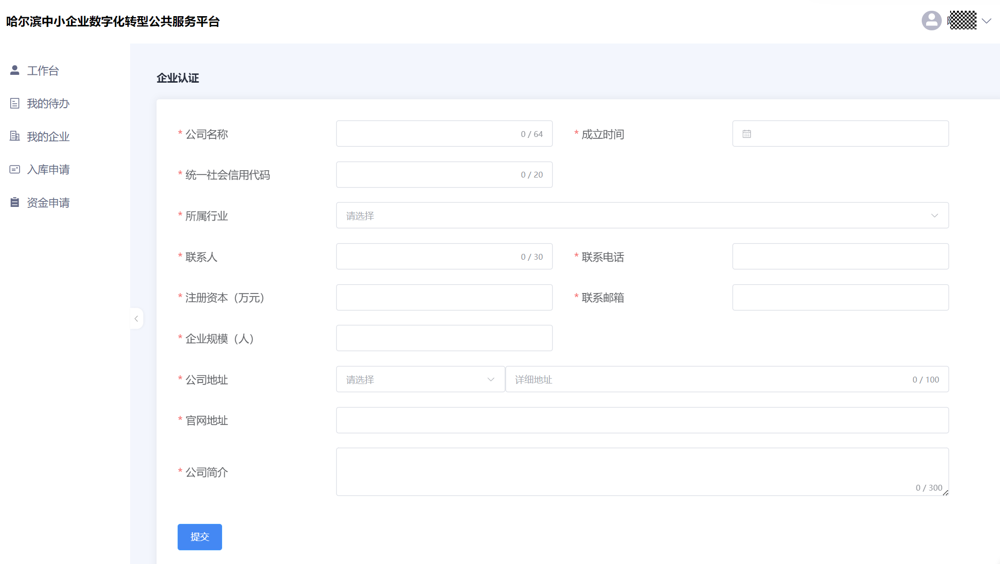 哈尔滨中小企业数字化转型公共服务平台
工作台
我的待办
我的企业
入库申请
资金申请
企业认证
* 公司名称 0 / 64 * 成立时间
* 统一社会信用代码 0 / 20
* 所属行业 请选择
* 联系人 0 / 30 * 联系电话
* 注册资本（万元） * 联系邮箱
* 企业规模（人）
* 公司地址 请选择 详细地址 0 / 100
* 官网地址
* 公司简介 0 / 300
提交